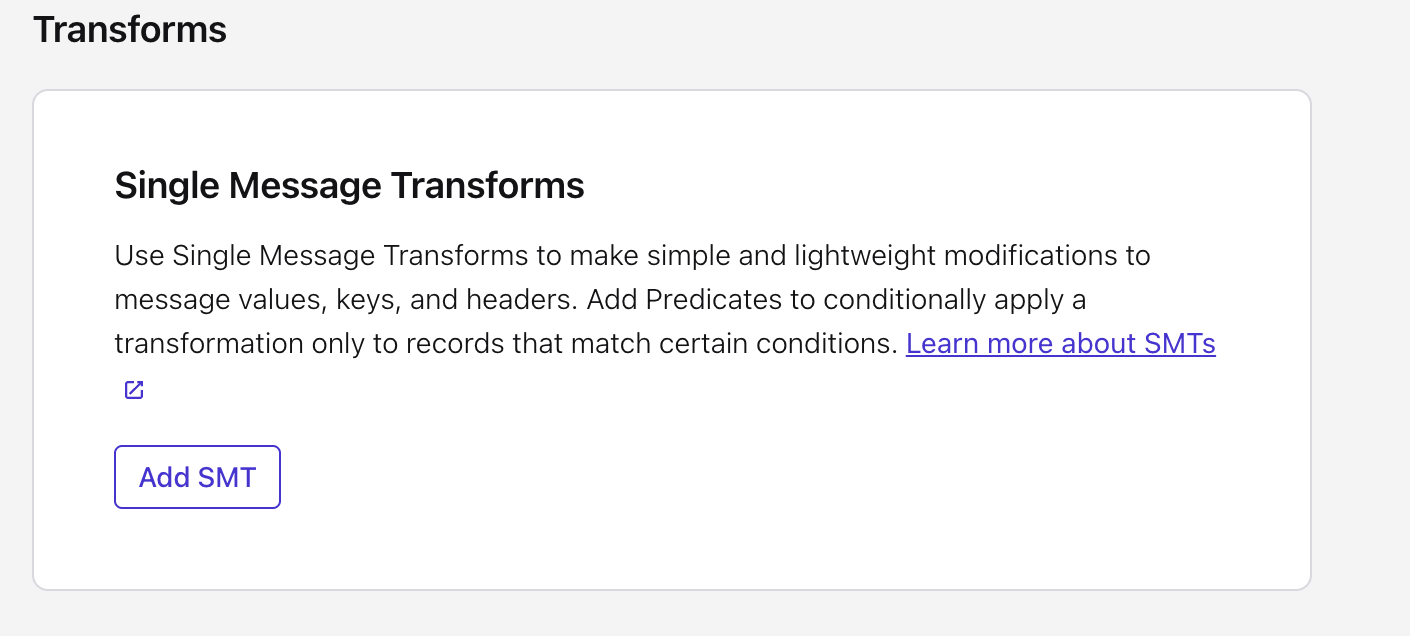 Transforms
Single Message Transforms
Use Single Message Transforms to make simple and lightweight modifications to
message values, keys, and headers. Add Predicates to conditionally apply a
transformation only to records that match certain conditions. Learn more about SMTs
Add SMT